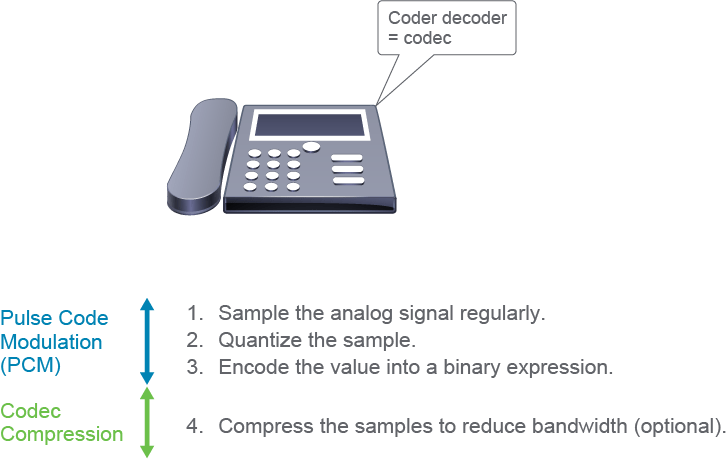 Coder decoder
= codec
Pulse Code
Modulation
(PCM)
1. Sample the analog signal regularly.
2. Quantize the sample.
3. Encode the value into a binary expression.
Codec
Compression
4. Compress the samples to reduce bandwidth (optional).